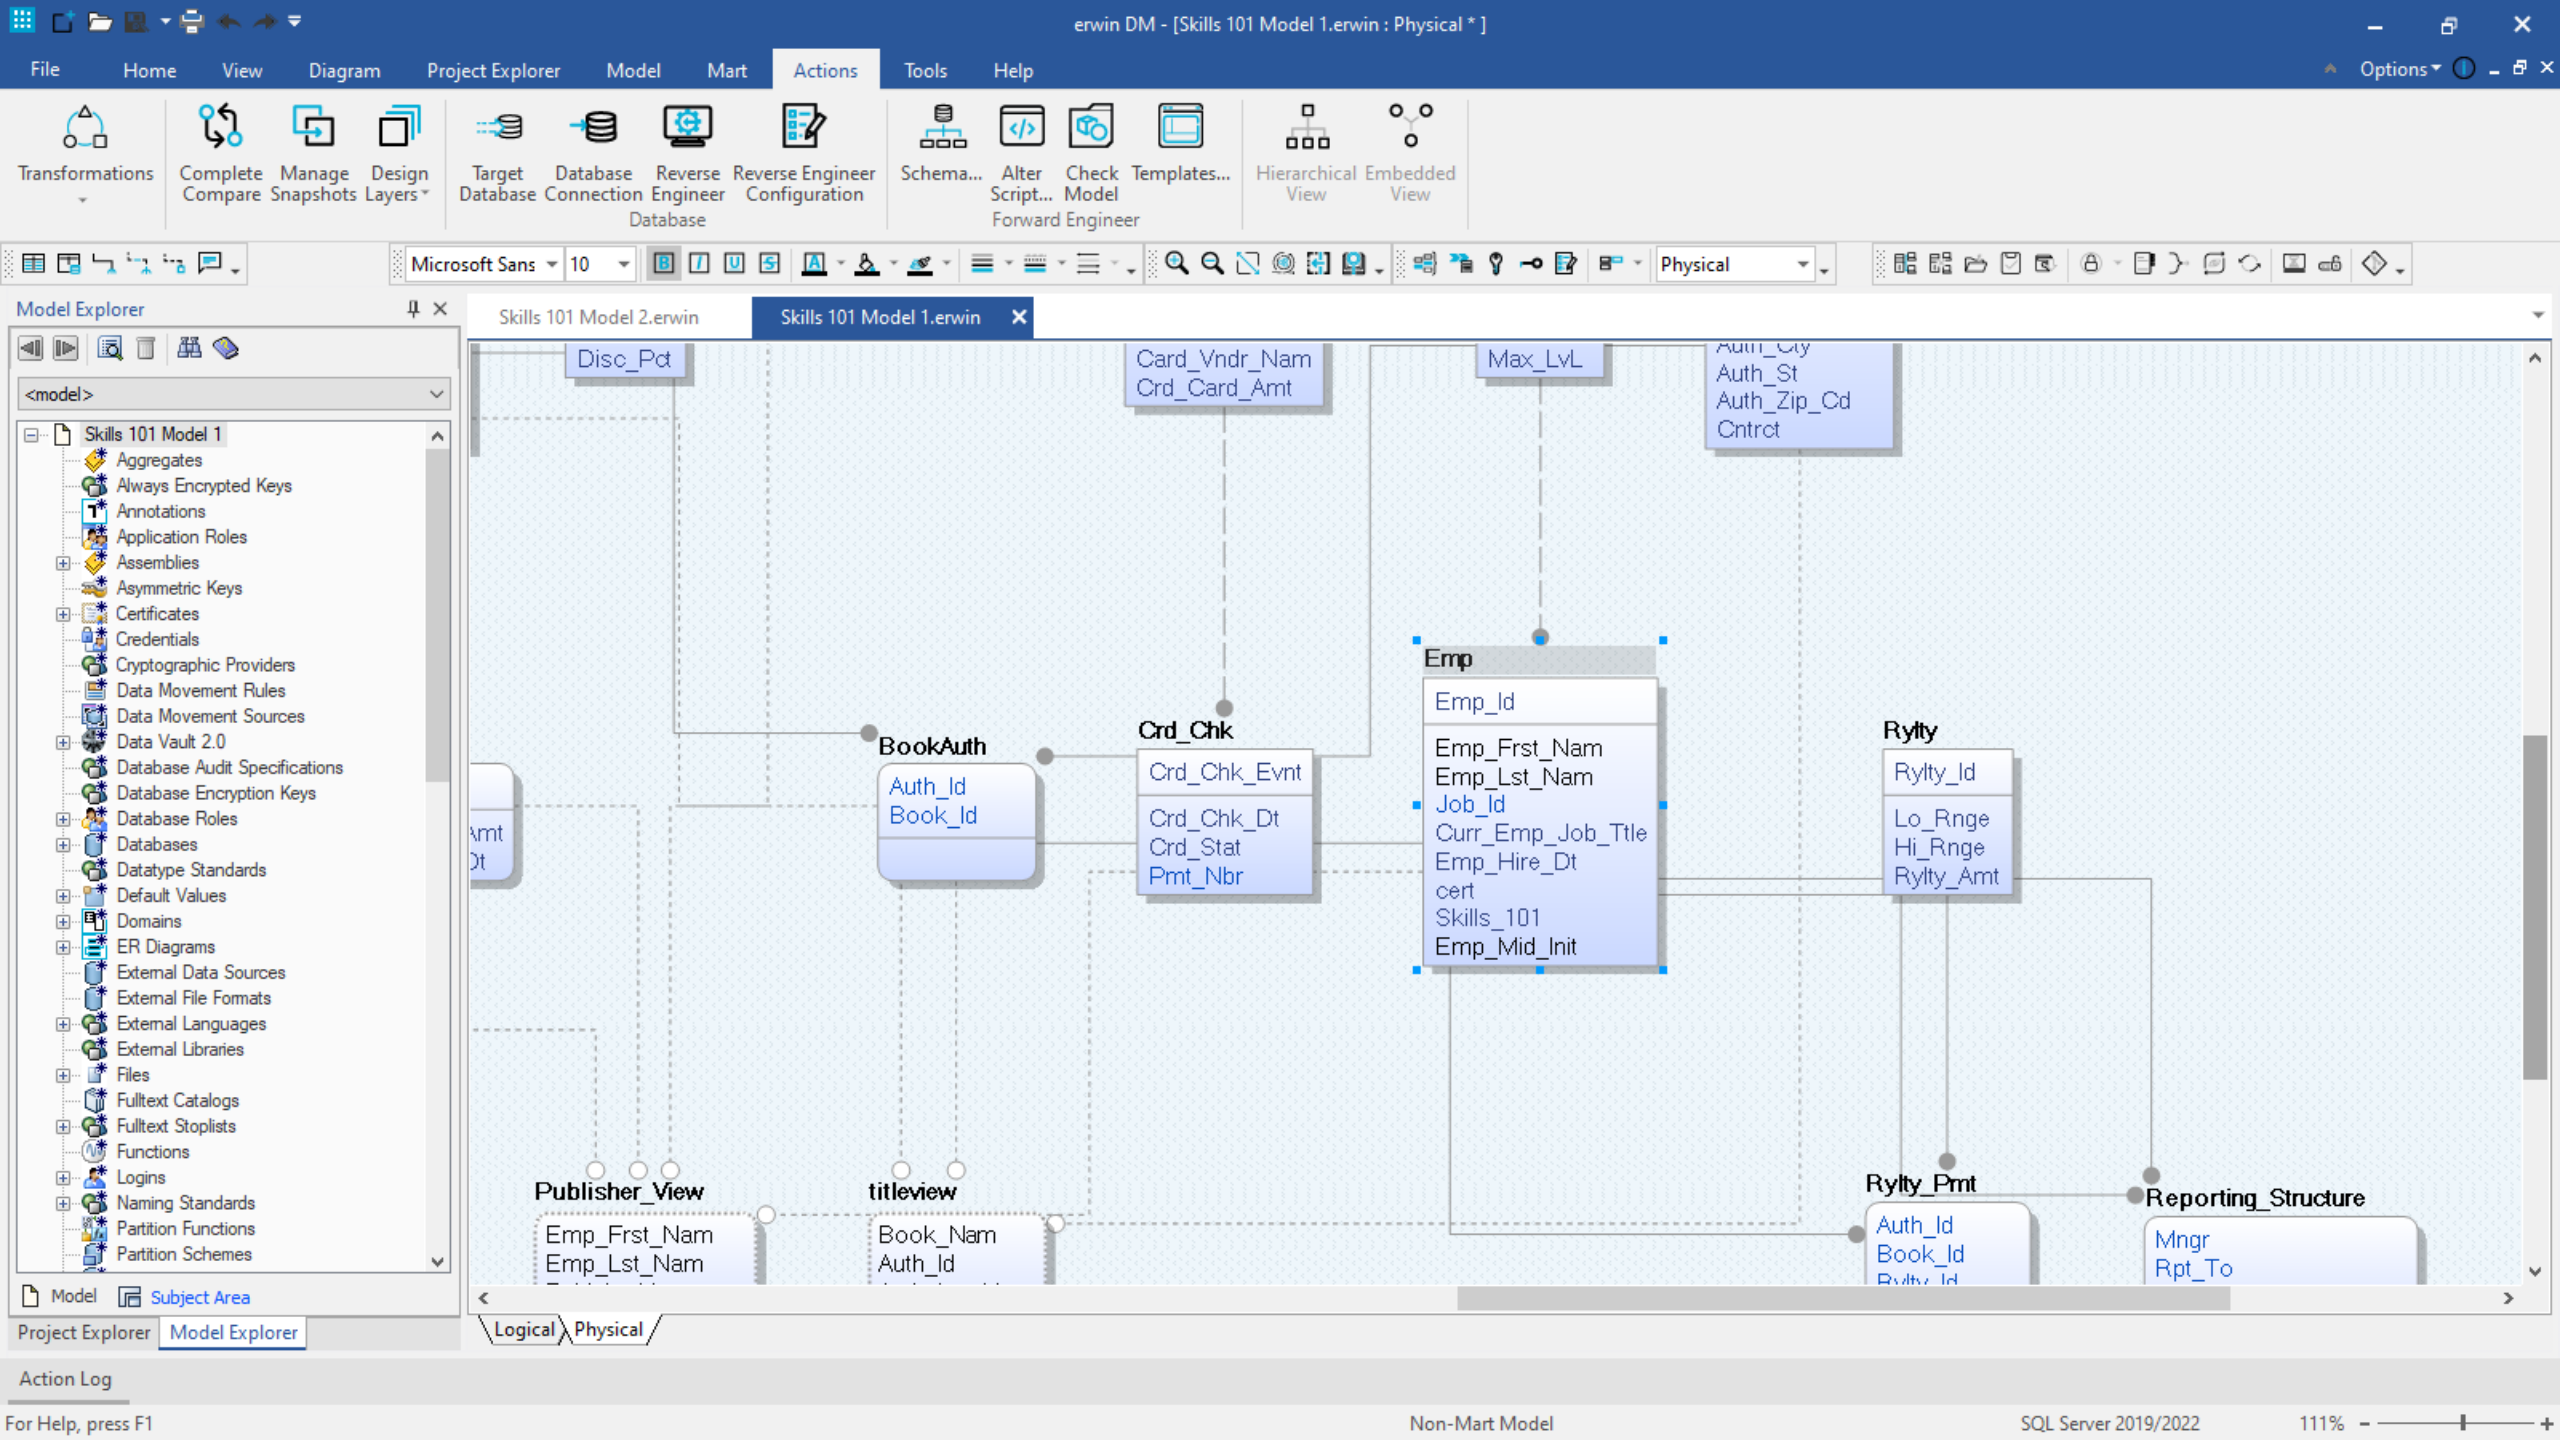 erwin DM - [Skills 101 Model 1.erwin : Physical * ]
File Home View Diagram Project Explorer Model Mart Actions Tools Help Options
Transformations
Complete Compare
Manage Snapshots
Design Layers
Target Database
Database Connection
Reverse Engineer
Reverse Engineer Configuration
Database
Schema...
Alter Script...
Check Model
Templates...
Forward Engineer
Hierarchical View
Embedded View
Microsoft Sans 10 B I U S A Physical
Model Explorer
<model>
Skills 101 Model 1
Aggregates
Always Encrypted Keys
Annotations
Application Roles
Assemblies
Asymmetric Keys
Certificates
Credentials
Cryptographic Providers
Data Movement Rules
Data Movement Sources
Data Vault 2.0
Database Audit Specifications
Database Encryption Keys
Database Roles
Databases
Datatype Standards
Default Values
Domains
ER Diagrams
External Data Sources
External File Formats
External Languages
External Libraries
Files
Fulltext Catalogs
Fulltext Stoplists
Functions
Logins
Naming Standards
Partition Functions
Partition Schemes
Model Subject Area
Project Explorer Model Explorer
Skills 101 Model 2.erwin
Skills 101 Model 1.erwin
Disc_Pct
Card_Vndr_Nam
Crd_Card_Amt
Max_LvL
Auth_Cty
Auth_St
Auth_Zip_Cd
Cntrct
Amt
Dt
BookAuth
Auth_Id
Book_Id
Crd_Chk
Crd_Chk_Evnt
Crd_Chk_Dt
Crd_Stat
Pmt_Nbr
Emp
Emp_Id
Emp_Frst_Nam
Emp_Lst_Nam
Job_Id
Curr_Emp_Job_Ttle
Emp_Hire_Dt
cert
Skills_101
Emp_Mid_Init
Rylty
Rylty_Id
Lo_Rnge
Hi_Rnge
Rylty_Amt
Publisher_View
Emp_Frst_Nam
Emp_Lst_Nam
titleview
Book_Nam
Auth_Id
Rylty_Pmt
Auth_Id
Book_Id
Rylty_Id
Reporting_Structure
Mngr
Rpt_To
Logical Physical
Action Log
For Help, press F1
Non-Mart Model
SQL Server 2019/2022
111%